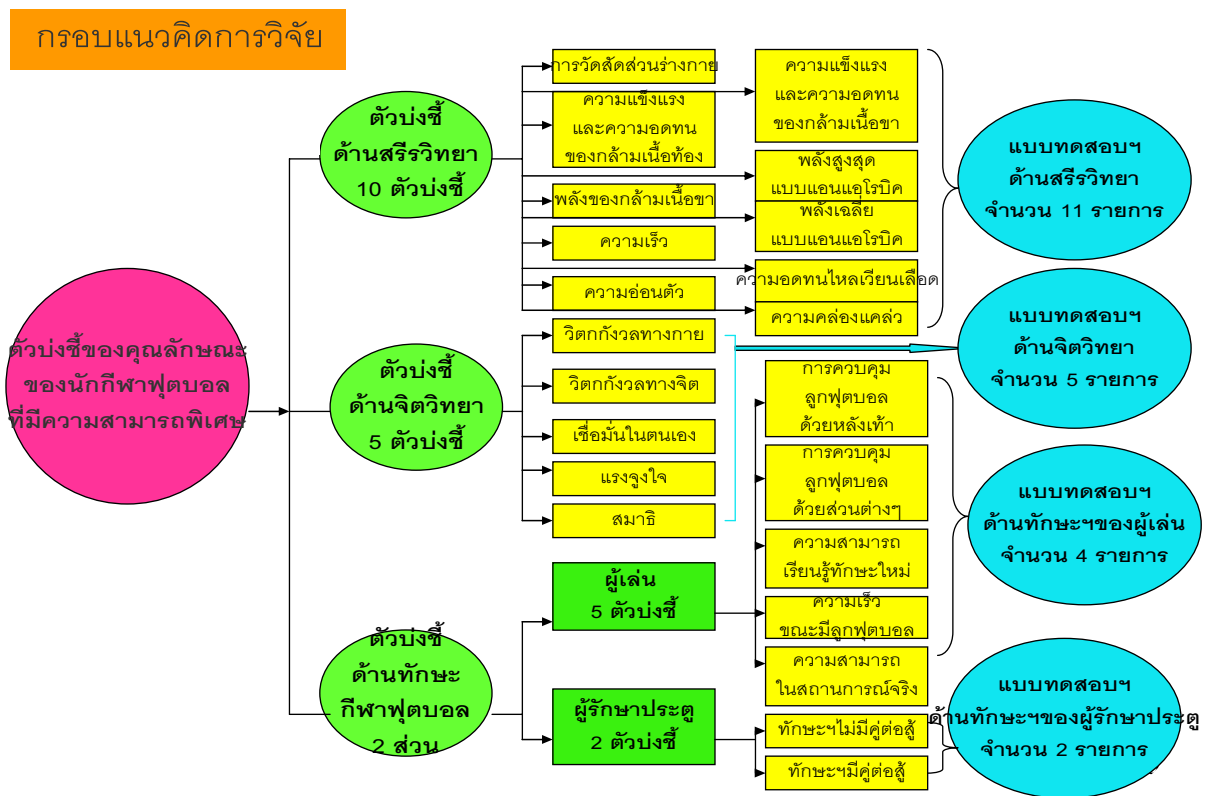 กรอบแนวคิดการวิจัย
ตัวบ่งชี้ของคุณลักษณะ
ของนักกีฬาฟุตบอล
ที่มีความสามารถพิเศษ
ตัวบ่งชี้
ด้านสรีรวิทยา
10 ตัวบ่งชี้
การวัดสัดส่วนร่างกาย
ความแข็งแรง
และความอดทน
ของกล้ามเนื้อท้อง
พลังของกล้ามเนื้อขา
ความเร็ว
ความอ่อนตัว
ความแข็งแรง
และความอดทน
ของกล้ามเนื้อขา
พลังสูงสุด
แบบแอนแอโรบิค
พลังเฉลี่ย
แบบแอนแอโรบิค
ความอดทนไหลเวียนเลือด
ความคล่องแคล่ว
แบบทดสอบฯ
ด้านสรีรวิทยา
จำนวน 11 รายการ
ตัวบ่งชี้
ด้านจิตวิทยา
5 ตัวบ่งชี้
วิตกกังวลทางกาย
วิตกกังวลทางจิต
เชื่อมั่นในตนเอง
แรงจูงใจ
สมาธิ
แบบทดสอบฯ
ด้านจิตวิทยา
จำนวน 5 รายการ
ตัวบ่งชี้
ด้านทักษะ
กีฬาฟุตบอล
2 ส่วน
ผู้เล่น
5 ตัวบ่งชี้
การควบคุม
ลูกฟุตบอล
ด้วยหลังเท้า
การควบคุม
ลูกฟุตบอล
ด้วยส่วนต่างๆ
ความสามารถ
เรียนรู้ทักษะใหม่
ความเร็ว
ขณะมีลูกฟุตบอล
ความสามารถ
ในสถานการณ์จริง
แบบทดสอบฯ
ด้านทักษะฯของผู้เล่น
จำนวน 4 รายการ
ผู้รักษาประตู
2 ตัวบ่งชี้
ทักษะฯไม่มีคู่ต่อสู้
ทักษะฯมีคู่ต่อสู้
แบบทดสอบฯ
ด้านทักษะฯของผู้รักษาประตู
จำนวน 2 รายการ